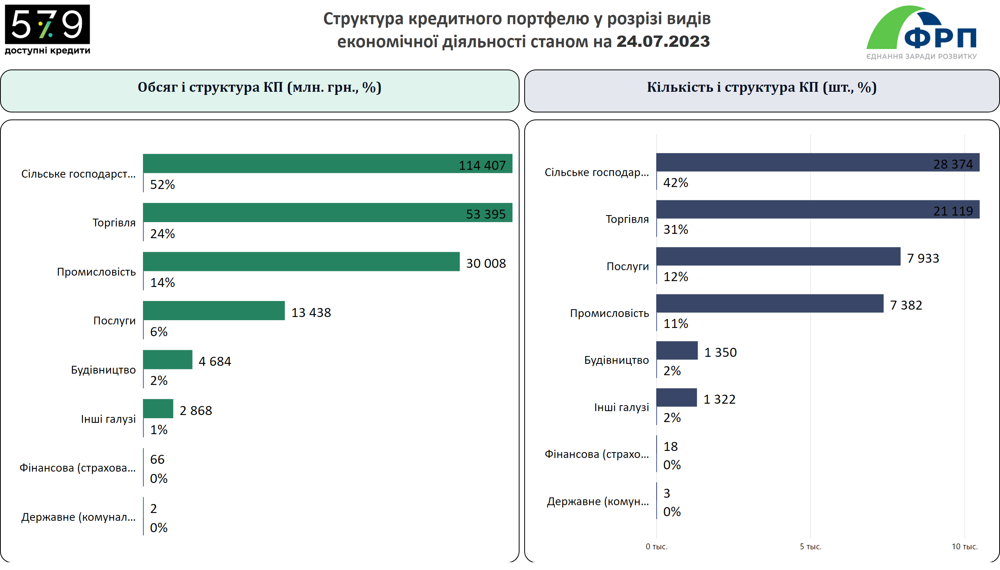 5 7 9
доступні кредити
Структура кредитного портфелю у розрізі видів
економічної діяльності станом на 24.07.2023
ФРП
ЄДНАННЯ ЗАРАДИ РОЗВИТКУ
Обсяг і структура КП (млн. грн., %)
Сільське господарст...
114 407
52%
Торгівля
53 395
24%
Промисловість
30 008
14%
Послуги
13 438
6%
Будівництво
4 684
2%
Інші галузі
2 868
1%
Фінансова (страхова...
66
0%
Державне (комунал...
2
0%
Кількість і структура КП (шт., %)
Сільське господар...
28 374
42%
Торгівля
21 119
31%
Послуги
7 933
12%
Промисловість
7 382
11%
Будівництво
1 350
2%
Інші галузі
1 322
2%
Фінансова (страхо...
18
0%
Державне (комун...
3
0%
0 тыс.
5 тыс.
10 тыс.